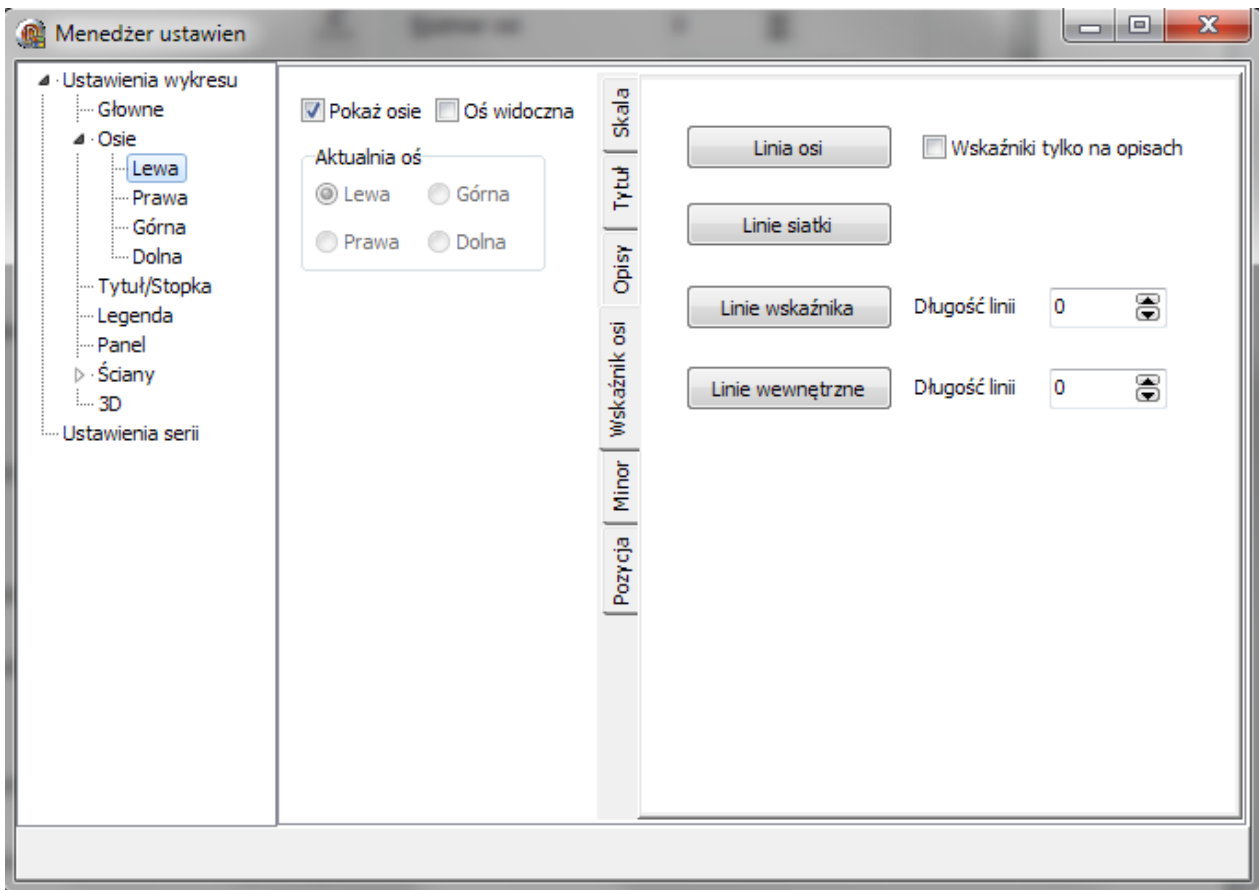 Menedżer ustawien
Ustawienia wykresu
Głowne
Osie
Lewa
Prawa
Górna
Dolna
Tytuł/Stopka
Legenda
Panel
Ściany
3D
Ustawienia serii
Pokaż osie
Oś widoczna
Aktualnia oś
Lewa
Górna
Prawa
Dolna
Skala
Tytuł
Opisy
Wskaźnik osi
Minor
Pozycja
Linia osi
Wskaźniki tylko na opisach
Linie siatki
Linie wskaźnika
Długość linii
0
Linie wewnętrzne
Długość linii
0